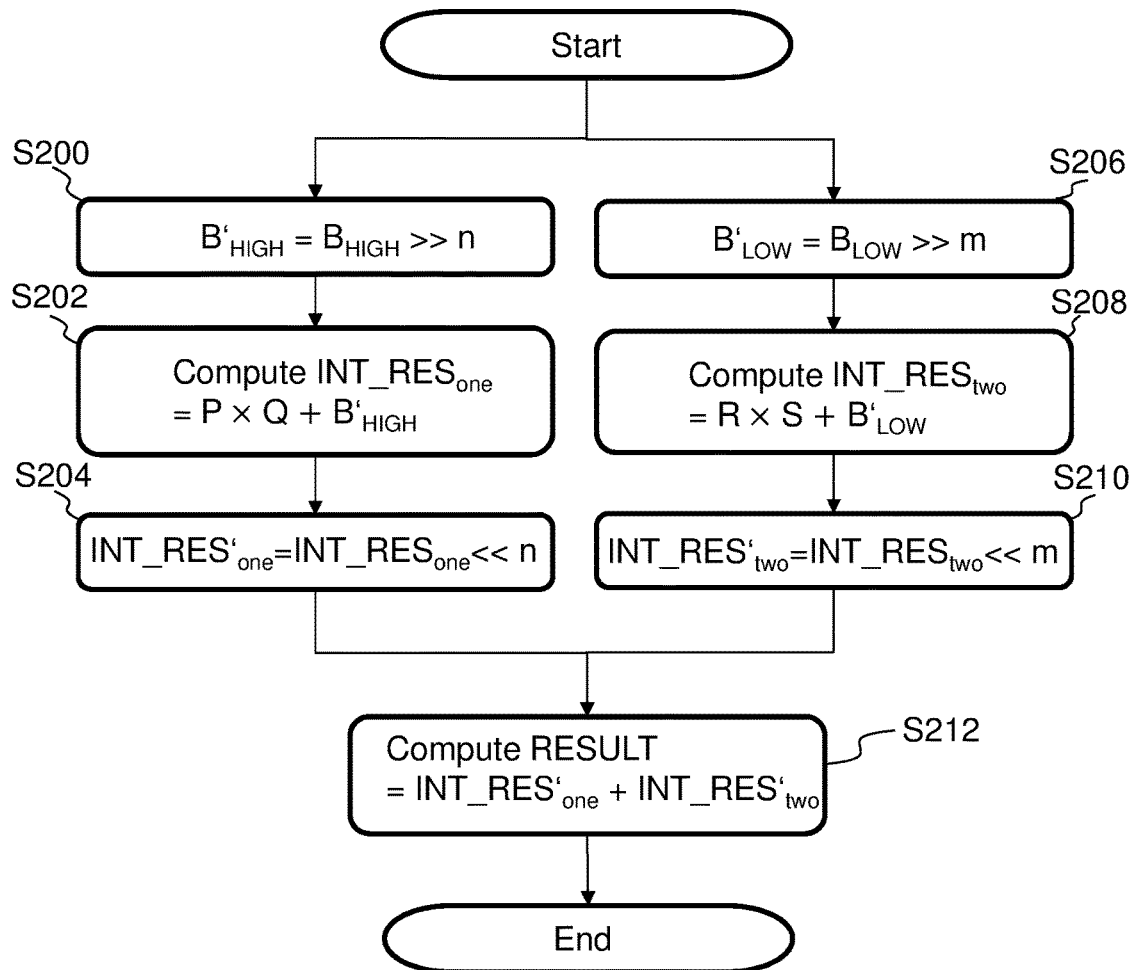 Start
S200
B‘HIGH = BHIGH >> n
S206
B‘LOW = BLOW >> m
S202
Compute INT_RESone
= P × Q + B‘HIGH
S208
Compute INT_REStwo
= R × S + B‘LOW
S204
INT_RES‘one=INT_RESone<< n
S210
INT_RES‘two=INT_REStwo<< m
S212
Compute RESULT
= INT_RES‘one + INT_RES‘two
End